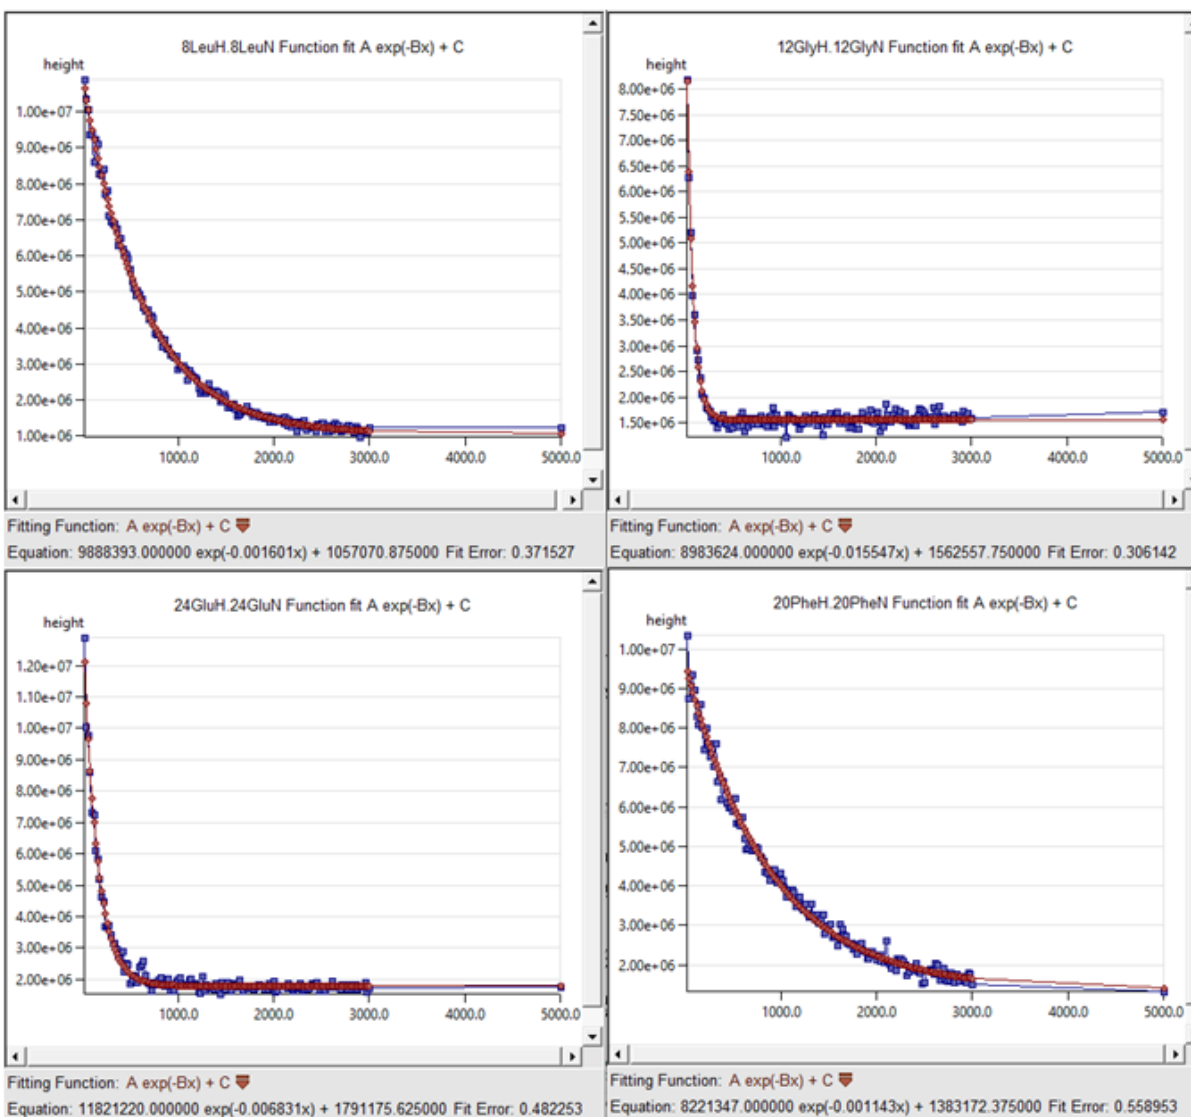 8LeuH.8LeuN Function fit A exp(-Bx) + C
height
1.00e+07
9.00e+06
8.00e+06
7.00e+06
6.00e+06
5.00e+06
4.00e+06
3.00e+06
2.00e+06
1.00e+06
1000.0 2000.0 3000.0 4000.0 5000.0
Fitting Function: A exp(-Bx) + C
Equation: 9888393.000000 exp(-0.001601x) + 1057070.875000 Fit Error: 0.371527
12GlyH.12GlyN Function fit A exp(-Bx) + C
height
8.00e+06
7.50e+06
7.00e+06
6.50e+06
6.00e+06
5.50e+06
5.00e+06
4.50e+06
4.00e+06
3.50e+06
3.00e+06
2.50e+06
2.00e+06
1.50e+06
1000.0 2000.0 3000.0 4000.0 5000.0
Fitting Function: A exp(-Bx) + C
Equation: 8983624.000000 exp(-0.015547x) + 1562557.750000 Fit Error: 0.306142
24GluH.24GluN Function fit A exp(-Bx) + C
height
1.20e+07
1.10e+07
1.00e+07
9.00e+06
8.00e+06
7.00e+06
6.00e+06
5.00e+06
4.00e+06
3.00e+06
2.00e+06
1000.0 2000.0 3000.0 4000.0 5000.0
Fitting Function: A exp(-Bx) + C
Equation: 11821220.000000 exp(-0.006831x) + 1791175.625000 Fit Error: 0.482253
20PheH.20PheN Function fit A exp(-Bx) + C
height
1.00e+07
9.00e+06
8.00e+06
7.00e+06
6.00e+06
5.00e+06
4.00e+06
3.00e+06
2.00e+06
1000.0 2000.0 3000.0 4000.0 5000.0
Fitting Function: A exp(-Bx) + C
Equation: 8221347.000000 exp(-0.001143x) + 1383172.375000 Fit Error: 0.558953